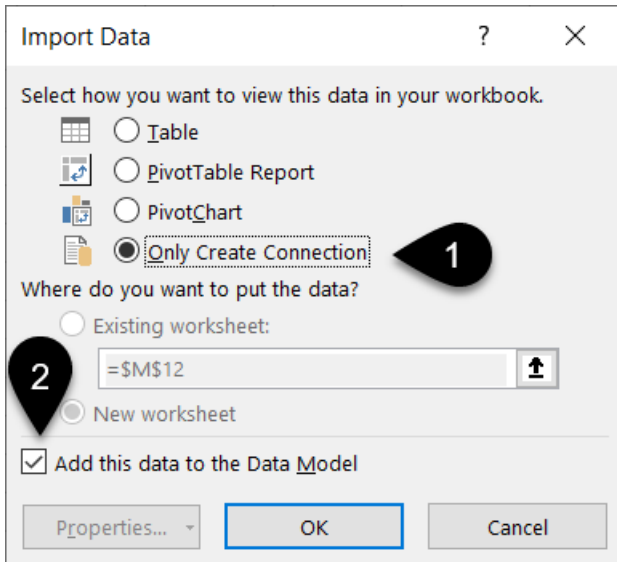 Import Data ?
Select how you want to view this data in your workbook.
Table
PivotTable Report
PivotChart
Only Create Connection
1
Where do you want to put the data?
Existing worksheet:
=$M$12
2
New worksheet
Add this data to the Data Model
Properties...
OK
Cancel